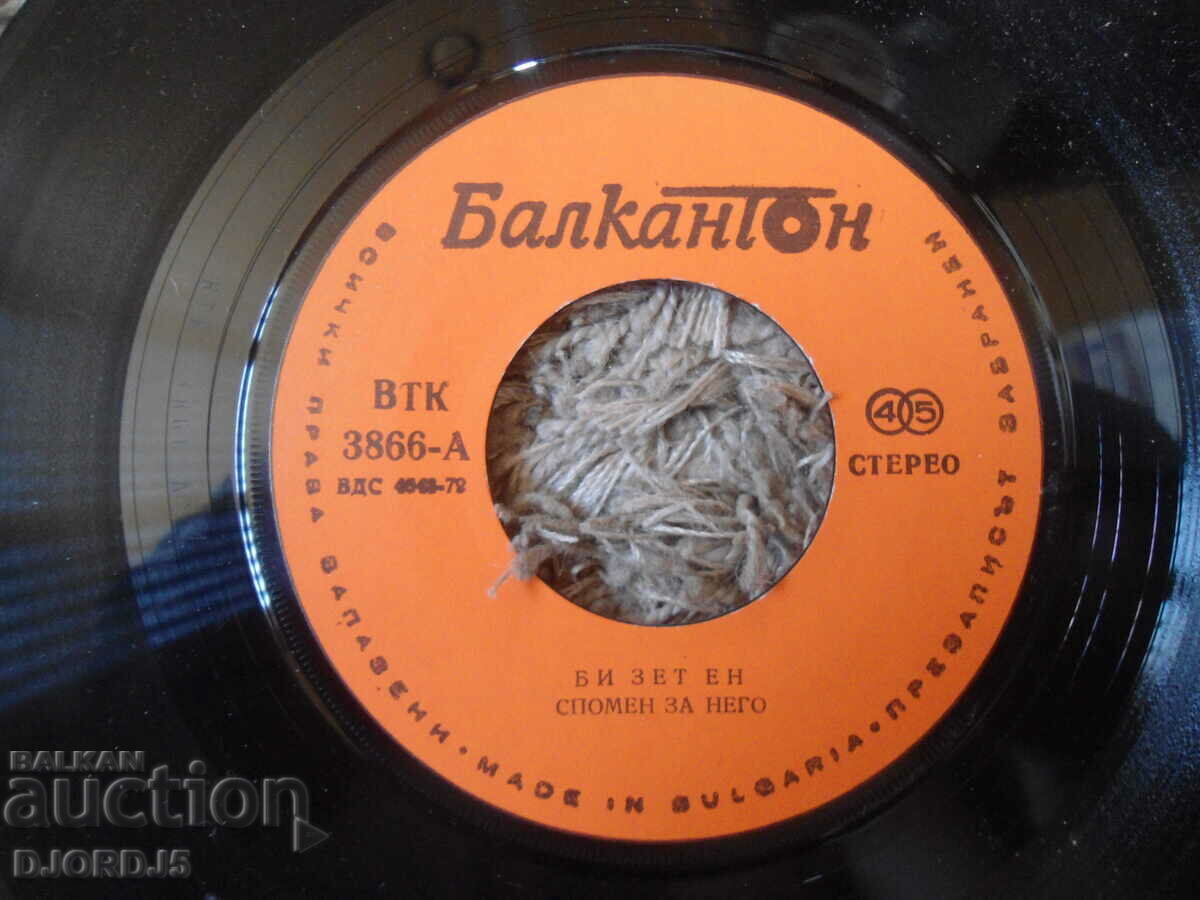 Балкантон
ВТК
3866-А
ВДС
45
СТЕРЕО
БИ ЗЕТ ЕН
СПОМЕН ЗА НЕГО
ВСИЧКИ ПРАВА ЗАПАЗЕНИ • MADE IN BULGARIA • ПРЕЗАПИСЪТ ЗАБРАНЕН
BALKAN
auction
DJORDJ5